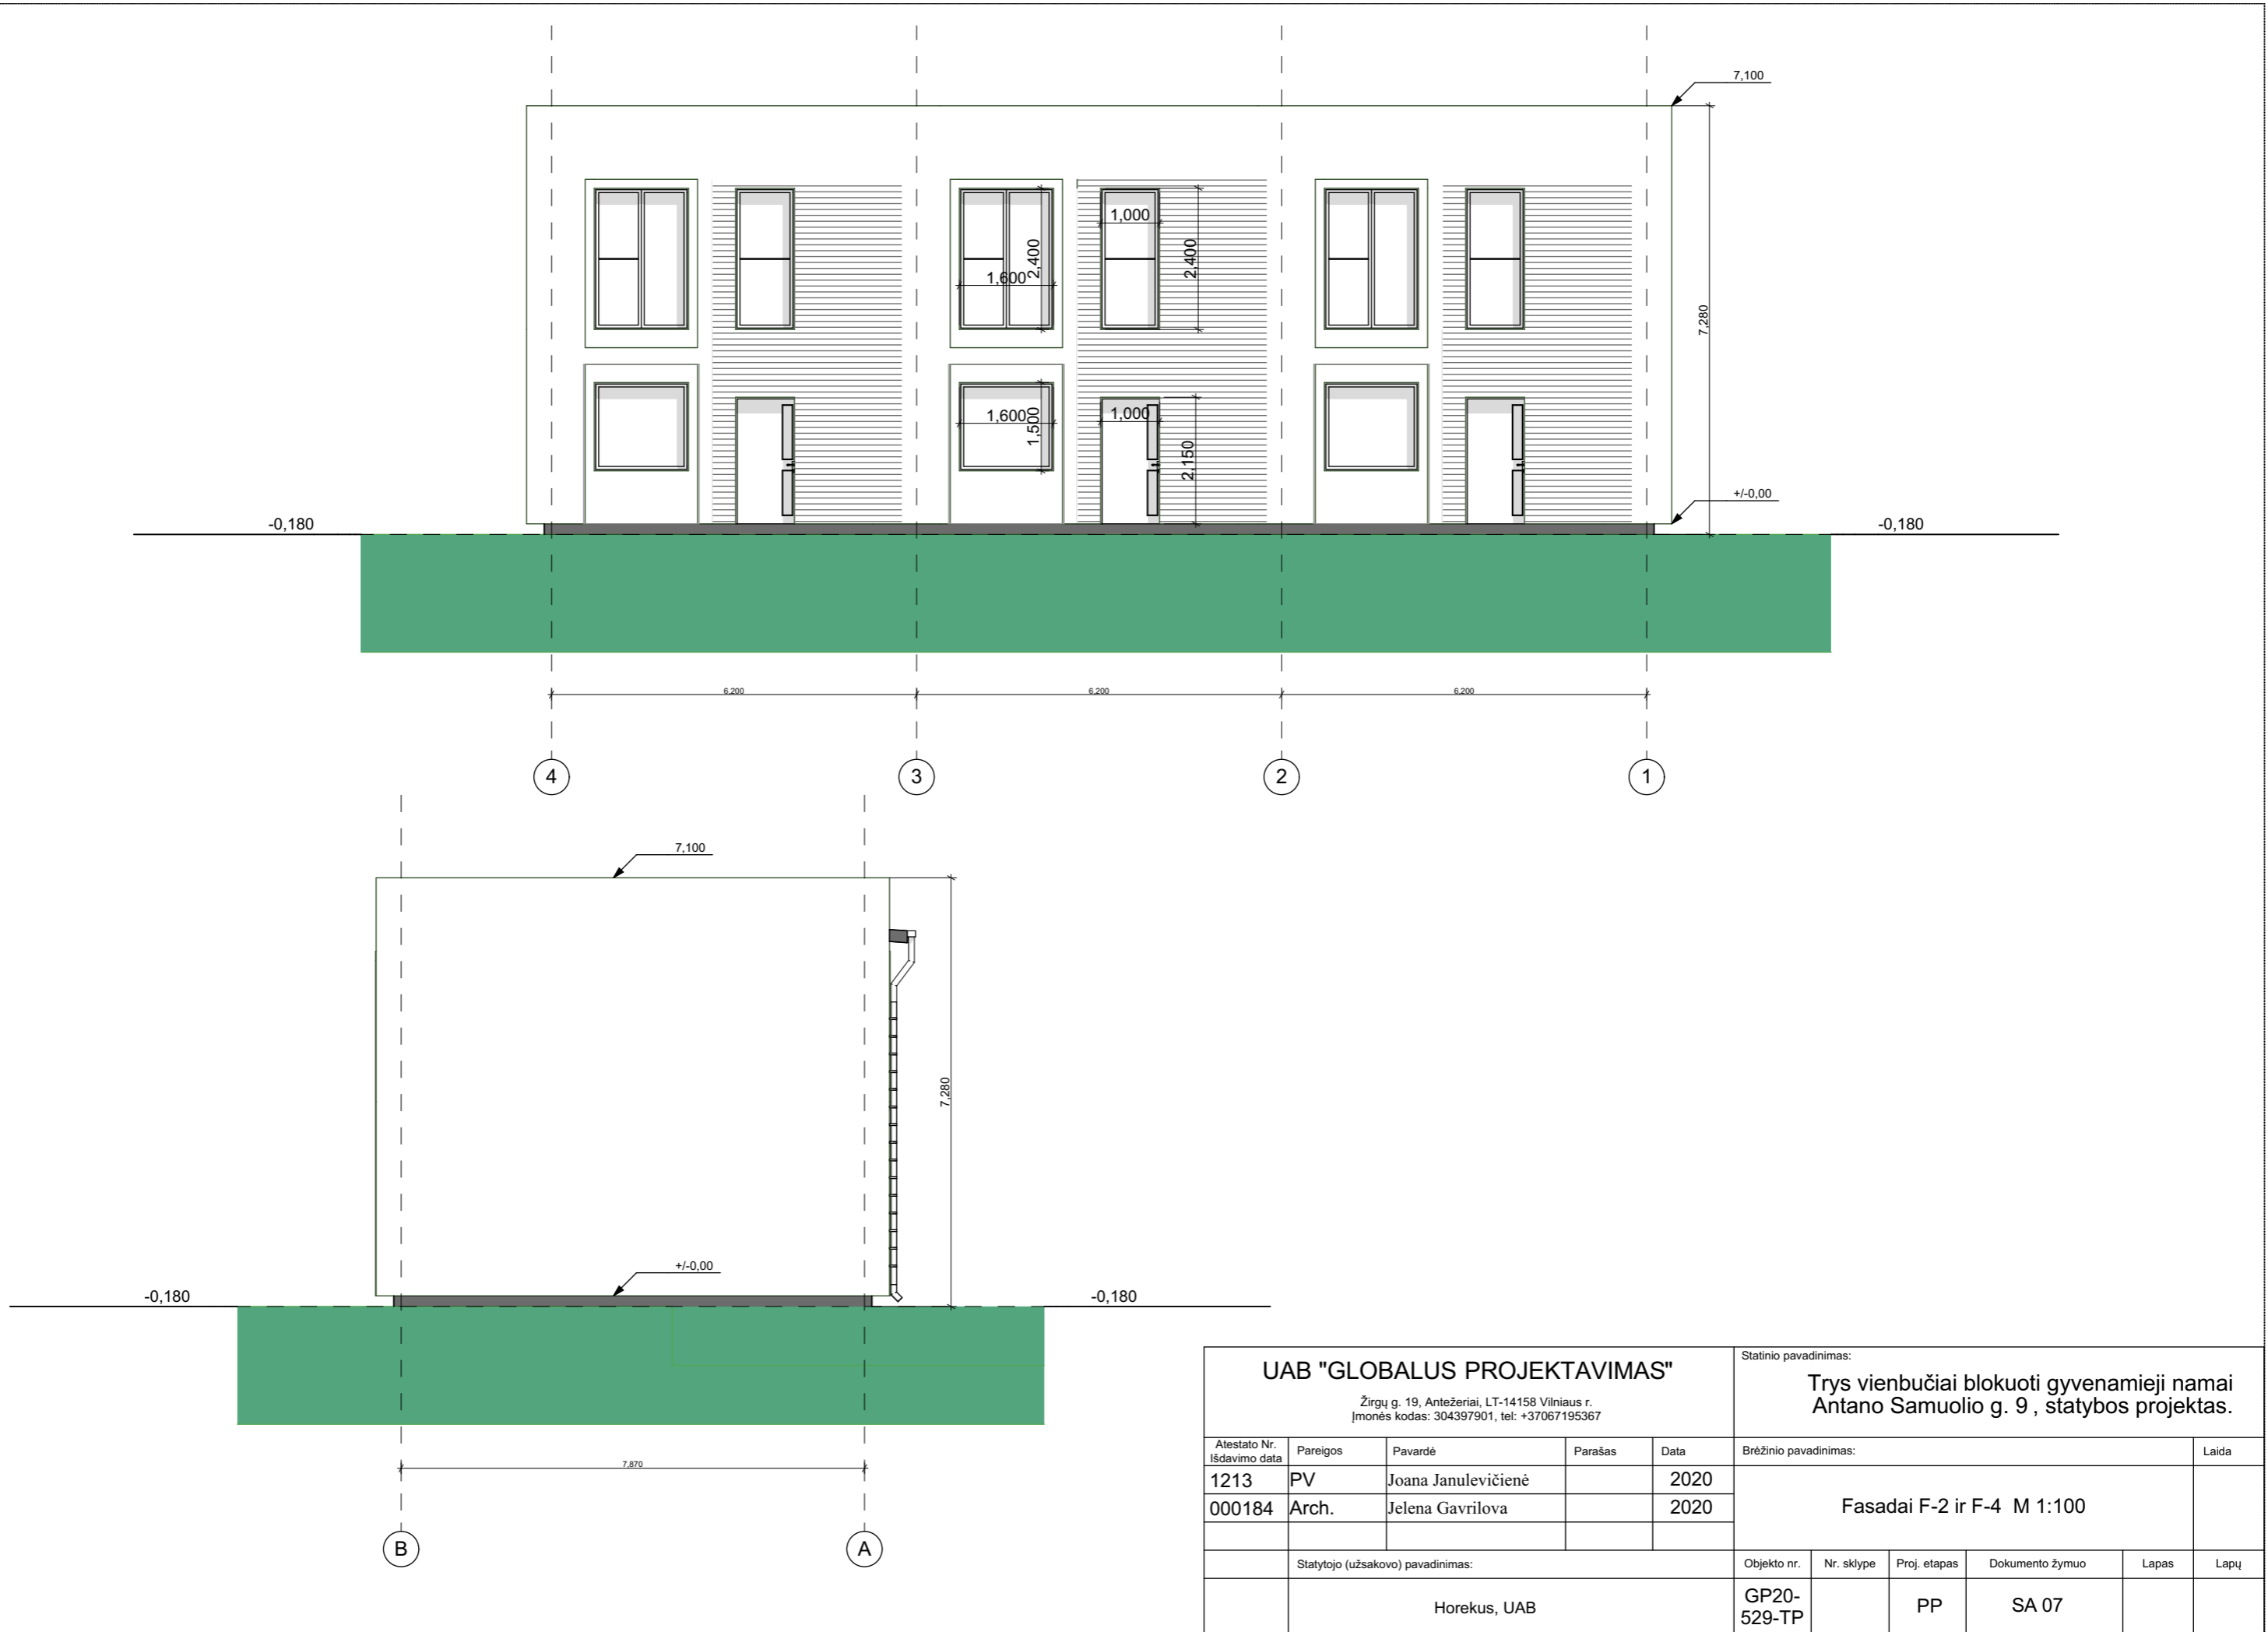 7,100
1,000
2,400
2,400
1,600
7,280
1,600
1,500
1,000
2,150
+/-0,00
-0,180
-0,180
6,200
6,200
6,200
4
3
2
1
7,100
7,280
+/-0,00
-0,180
-0,180
7,870
B
A
UAB "GLOBALUS PROJEKTAVIMAS"
Žirgų g. 19, Antežeriai, LT-14158 Vilniaus r.
Įmonės kodas: 304397901, tel: +37067195367
Statinio pavadinimas:
Trys vienbučiai blokuoti gyvenamieji namai
Antano Samuolio g. 9 , statybos projektas.
Atestato Nr.
Išdavimo data
Pareigos
Pavardė
Parašas
Data
Brėžinio pavadinimas:
Laida
1213
PV
Joana Janulevičienė
2020
000184
Arch.
Jelena Gavrilova
2020
Fasadai F-2 ir F-4 M 1:100
Statytojo (užsakovo) pavadinimas:
Objekto nr.
Nr. sklype
Proj. etapas
Dokumento žymuo
Lapas
Lapų
Horekus, UAB
GP20-
529-TP
PP
SA 07